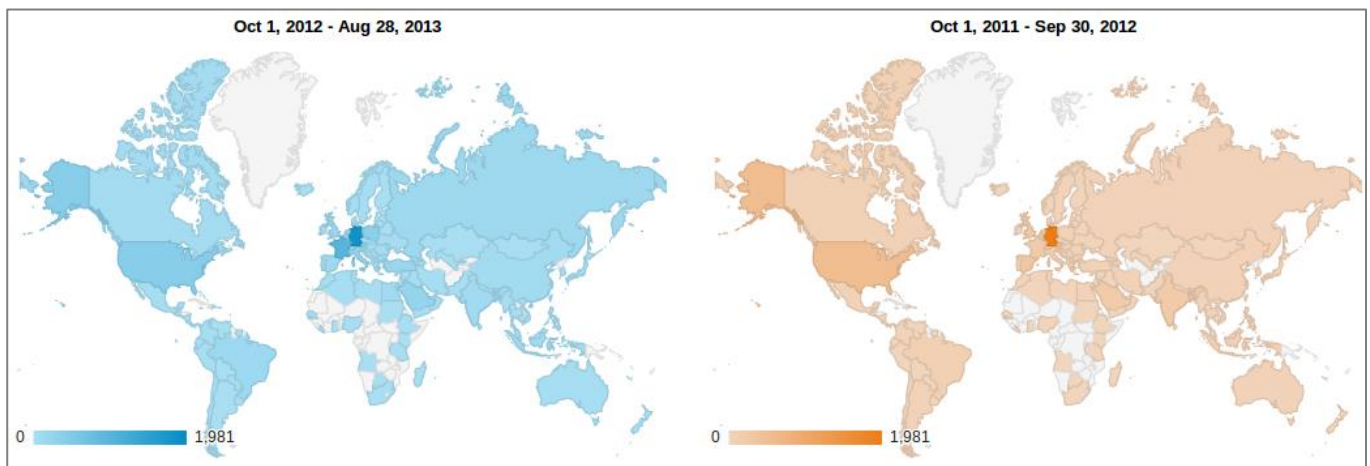 Oct 1, 2012 - Aug 28, 2013
Oct 1, 2011 - Sep 30, 2012
0 1,981
0 1,981